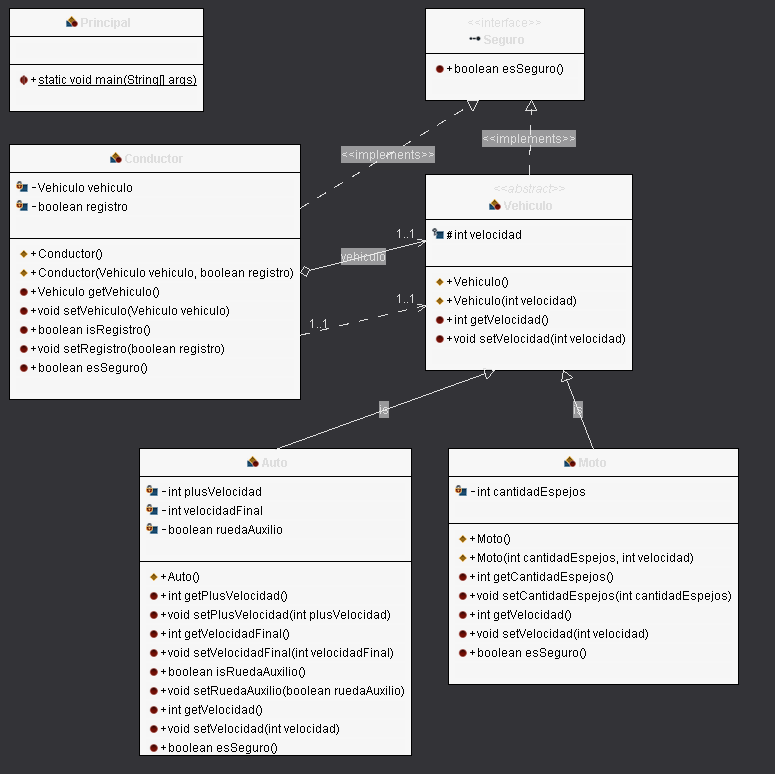 Principal
+static void main(String[] args)
<<interface>>
Seguro
+boolean esSeguro()
<<implements>>
<<implements>>
Conductor
-Vehiculo vehiculo
-boolean registro
+Conductor()
+Conductor(Vehiculo vehiculo, boolean registro)
+Vehiculo getVehiculo()
+void setVehiculo(Vehiculo vehiculo)
+boolean isRegistro()
+void setRegistro(boolean registro)
+boolean esSeguro()
1..1
vehiculo
1..1
1..1
<<abstract>>
Vehiculo
#int velocidad
+Vehiculo()
+Vehiculo(int velocidad)
+int getVelocidad()
+void setVelocidad(int velocidad)
is
is
Auto
-int plusVelocidad
-int velocidadFinal
-boolean ruedaAuxilio
+Auto()
+int getPlusVelocidad()
+void setPlusVelocidad(int plusVelocidad)
+int getVelocidadFinal()
+void setVelocidadFinal(int velocidadFinal)
+boolean isRuedaAuxilio()
+void setRuedaAuxilio(boolean ruedaAuxilio)
+int getVelocidad()
+void setVelocidad(int velocidad)
+boolean esSeguro()
Moto
-int cantidadEspejos
+Moto()
+Moto(int cantidadEspejos, int velocidad)
+int getCantidadEspejos()
+void setCantidadEspejos(int cantidadEspejos)
+int getVelocidad()
+void setVelocidad(int velocidad)
+boolean esSeguro()